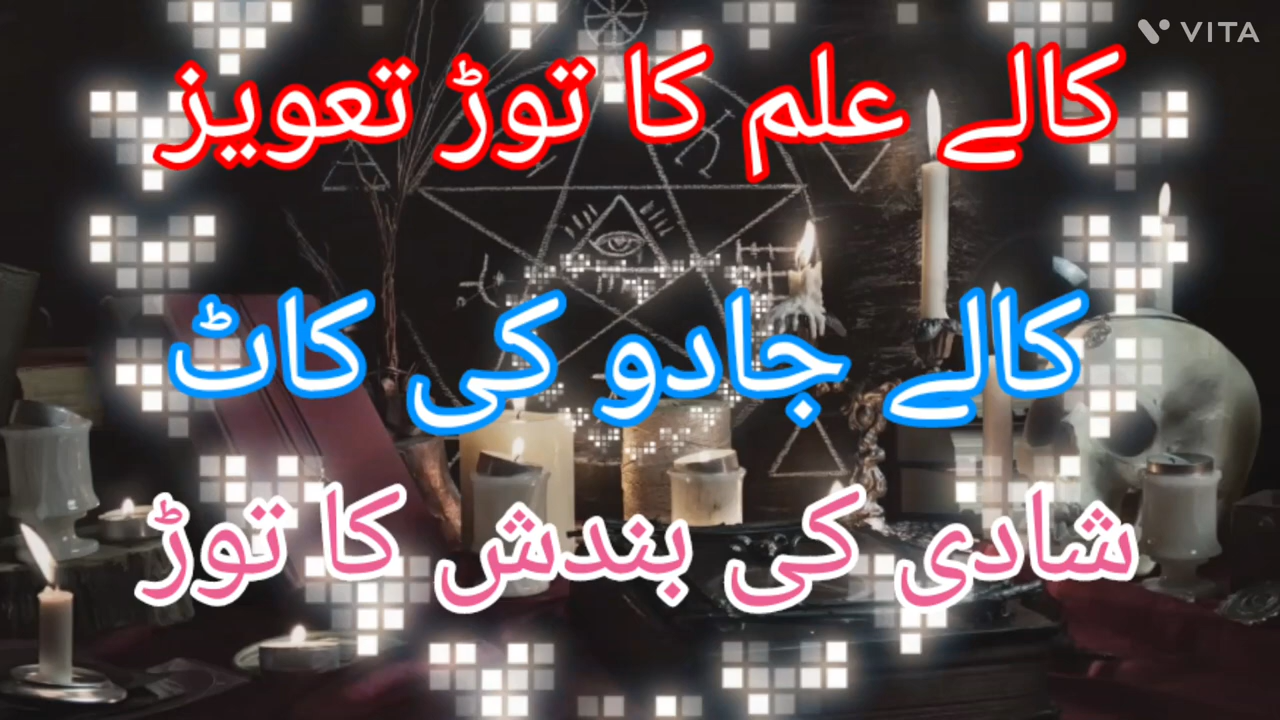 VITA
کالے علم کا توڑ تعویز
کالے جادو کی کاٹ
شادی کی بندش کا توڑ